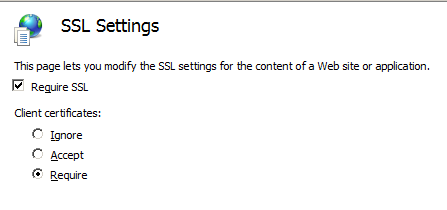 SSL Settings
This page lets you modify the SSL settings for the content of a Web site or application.
Require SSL
Client certificates:
Ignore
Accept
Require